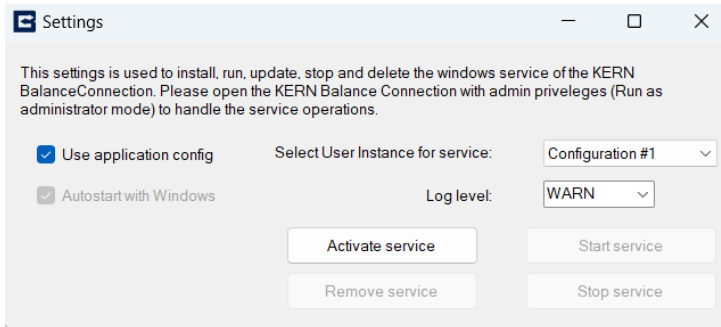 Settings
This settings is used to install, run, update, stop and delete the windows service of the KERN
BalanceConnection. Please open the KERN Balance Connection with admin priveleges (Run as
administrator mode) to handle the service operations.
Use application config
Select User Instance for service:
Configuration #1
Autostart with Windows
Log level:
WARN
Activate service
Start service
Remove service
Stop service